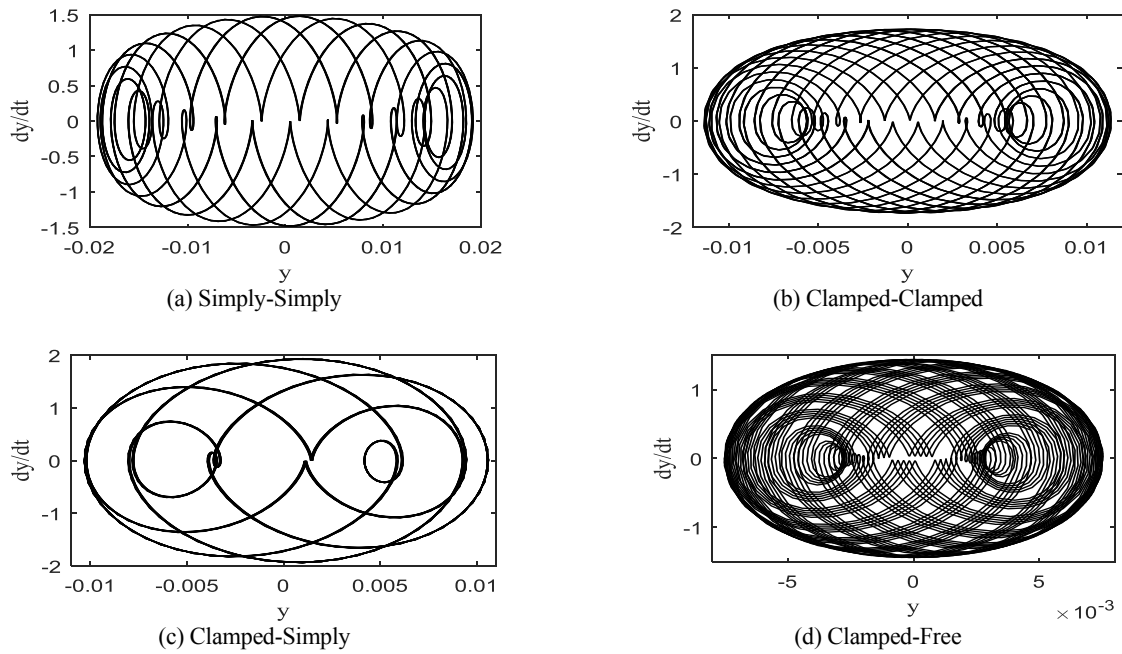 1.5
1
0.5
0
-0.5
-1
-1.5
dy/dt
-0.02 -0.01 0 0.01 0.02
y
(a) Simply-Simply
2
1
0
-1
-2
dy/dt
-0.01 -0.005 0 0.005 0.01
y
(b) Clamped-Clamped
2
1
0
-1
-2
dy/dt
-0.01 -0.005 0 0.005 0.01
y
(c) Clamped-Simply
1
0
-1
dy/dt
-5 0 5
y × 10⁻³
(d) Clamped-Free